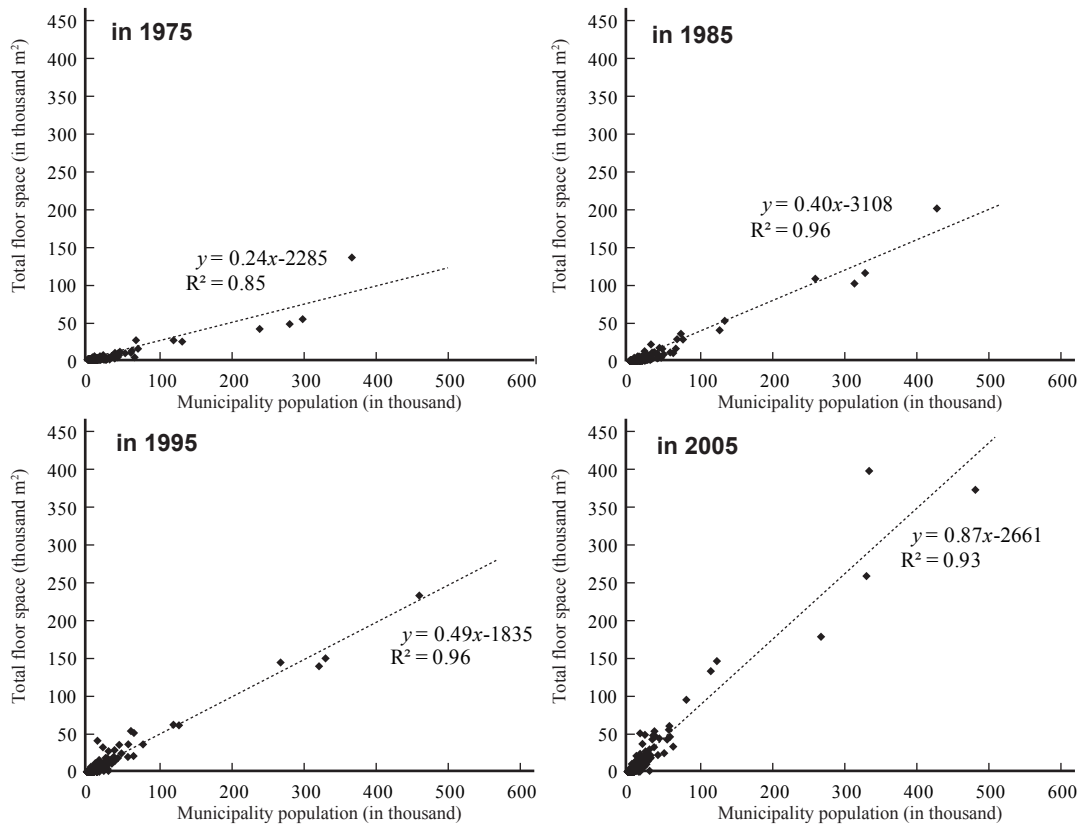 in 1975
Total floor space (in thousand m²)
450
400
350
300
250
200
150
100
50
0
y = 0.24x-2285
R² = 0.85
0 100 200 300 400 500 600
Municipality population (in thousand)
in 1985
Total floor space (in thousand m²)
450
400
350
300
250
200
150
100
50
0
y = 0.40x-3108
R² = 0.96
0 100 200 300 400 500 600
Municipality population (in thousand)
in 1995
Total floor space (thousand m²)
450
400
350
300
250
200
150
100
50
0
y = 0.49x-1835
R² = 0.96
0 100 200 300 400 500 600
Municipality population (in thousand)
in 2005
Total floor space (thousand m²)
450
400
350
300
250
200
150
100
50
0
y = 0.87x-2661
R² = 0.93
0 100 200 300 400 500 600
Municipality population (in thousand)